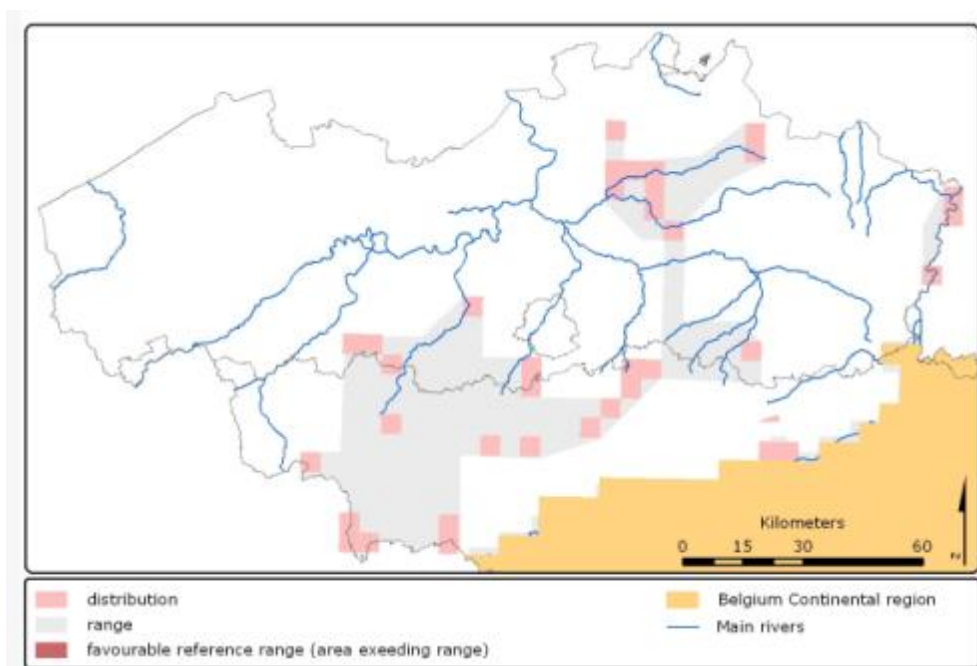 Kilometers
0 15 30 60
distribution
range
favourable reference range (area exeeding range)
Belgium Continental region
Main rivers